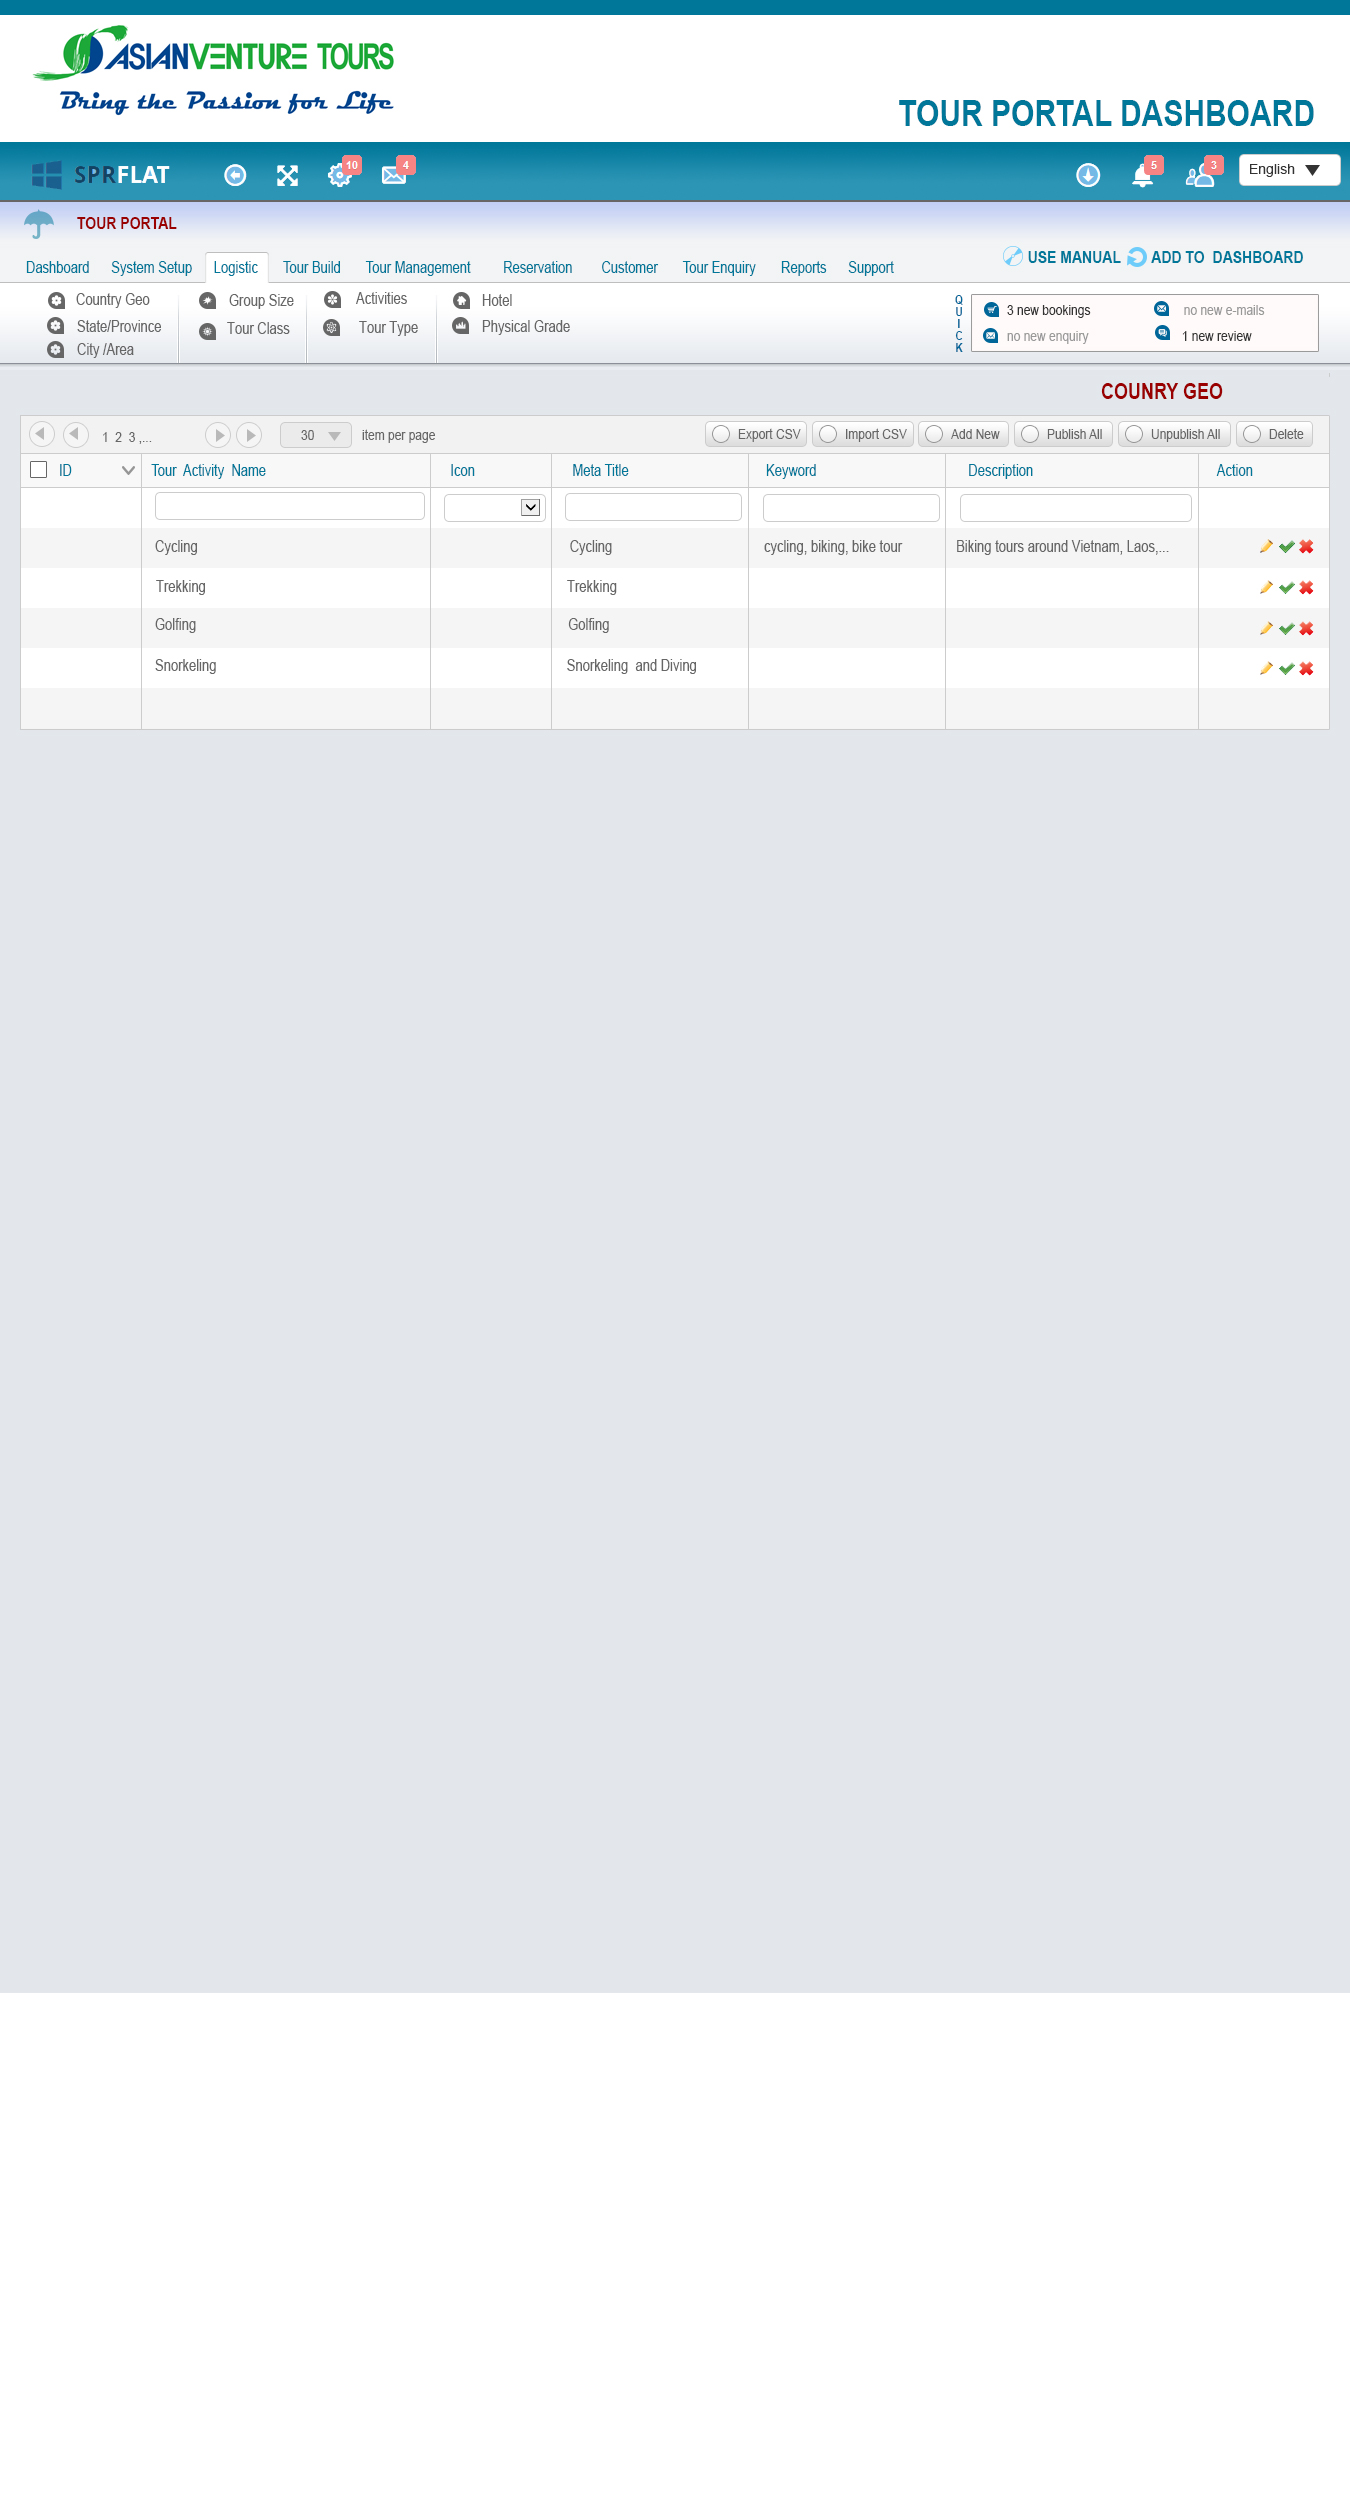 ASIANVENTURE TOURS
Bring the Passion for Life
TOUR PORTAL DASHBOARD
SPRFLAT
10
4
5
3
English
TOUR PORTAL
Dashboard System Setup Logistic Tour Build Tour Management Reservation Customer Tour Enquiry Reports Support
USE MANUAL ADD TO DASHBOARD
Country Geo
State/Province
City /Area
Group Size
Tour Class
Activities
Tour Type
Hotel
Physical Grade
QUICK
3 new bookings no new e-mails
no new enquiry 1 new review
COUNRY GEO
1 2 3 ,... 30 item per page Export CSV Import CSV Add New Publish All Unpublish All Delete
ID Tour Activity Name Icon Meta Title Keyword Description Action
Cycling Cycling cycling, biking, bike tour Biking tours around Vietnam, Laos,...
Trekking Trekking
Golfing Golfing
Snorkeling Snorkeling and Diving